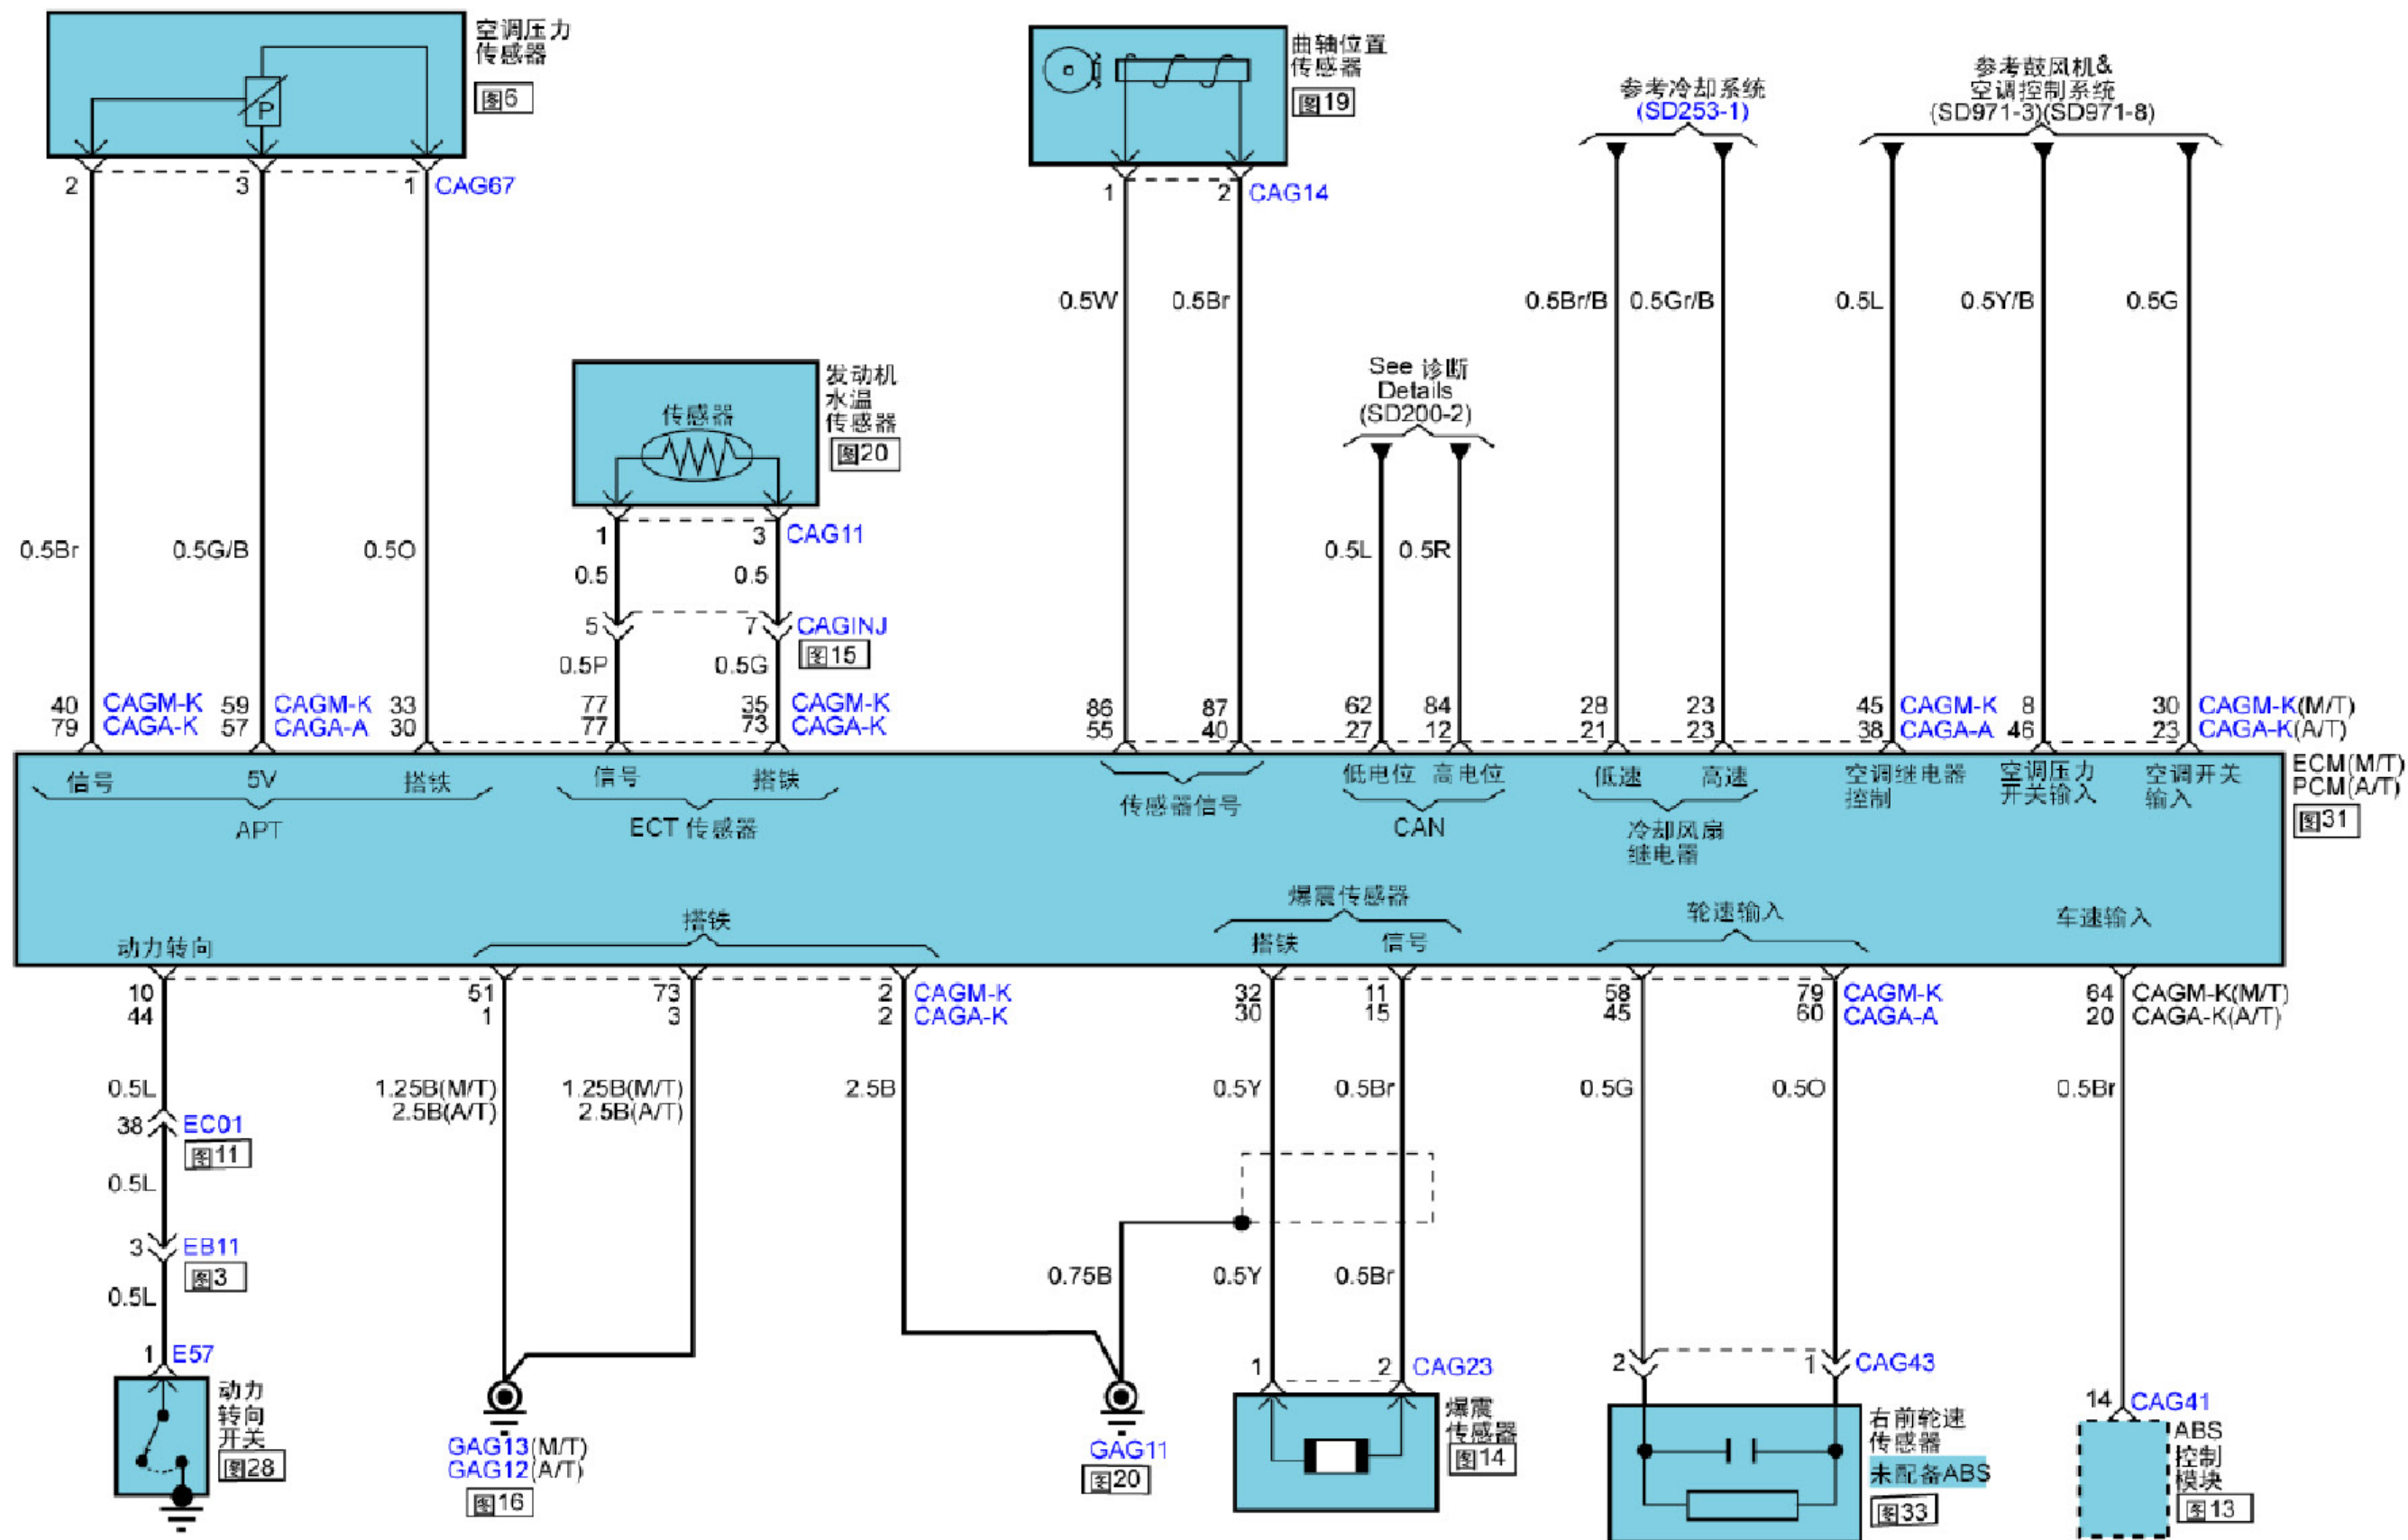 空调压力
传感器
图6
P
2
3
1
CAG67
曲轴位置
传感器
图19
1
2
CAG14
参考冷却系统
(SD253-1)
参考鼓风机&
空调控制系统
(SD971-3)(SD971-8)
0.5W
0.5Br
0.5Br/B
0.5Gr/B
0.5L
0.5Y/B
0.5G
发动机
水温
传感器
图20
传感器
See 诊断
Details
(SD200-2)
1
3
CAG11
0.5Br
0.5G/B
0.5O
0.5
0.5
0.5L
0.5R
5
7
CAGINJ
图15
0.5P
0.5G
40 CAGM-K 59 CAGM-K 33
79 CAGA-K 57 CAGA-A 30
77 35 CAGM-K
77 73 CAGA-K
86 87 62 84 28 23
55 40 27 12 21 23
45 CAGM-K 8 30 CAGM-K(M/T)
38 CAGA-A 46 23 CAGA-K(A/T)
ECM(M/T)
PCM(A/T)
图31
信号
5V
搭铁
APT
信号
搭铁
ECT 传感器
传感器信号
低电位
高电位
CAN
低速
高速
冷却风扇
继电器
空调继电器
控制
空调压力
开关输入
空调开关
输入
动力转向
搭铁
爆震传感器
搭铁
信号
轮速输入
车速输入
10 51 73 2 CAGM-K
44 1 3 2 CAGA-K
32 11 58 79 CAGM-K
30 15 45 60 CAGA-A
64 CAGM-K(M/T)
20 CAGA-K(A/T)
0.5L
1.25B(M/T)
2.5B(A/T)
1.25B(M/T)
2.5B(A/T)
2.5B
0.5Y
0.5Br
0.5G
0.5O
0.5Br
38
EC01
图11
0.5L
3
EB11
图3
0.5L
0.75B
0.5Y
0.5Br
1
E57
动力
转向
开关
图28
GAG13(M/T)
GAG12(A/T)
图16
GAG11
图20
1
2
CAG23
爆震
传感器
图14
2
1
CAG43
右前轮速
传感器
未配备ABS
图33
14
CAG41
ABS
控制
模块
图13